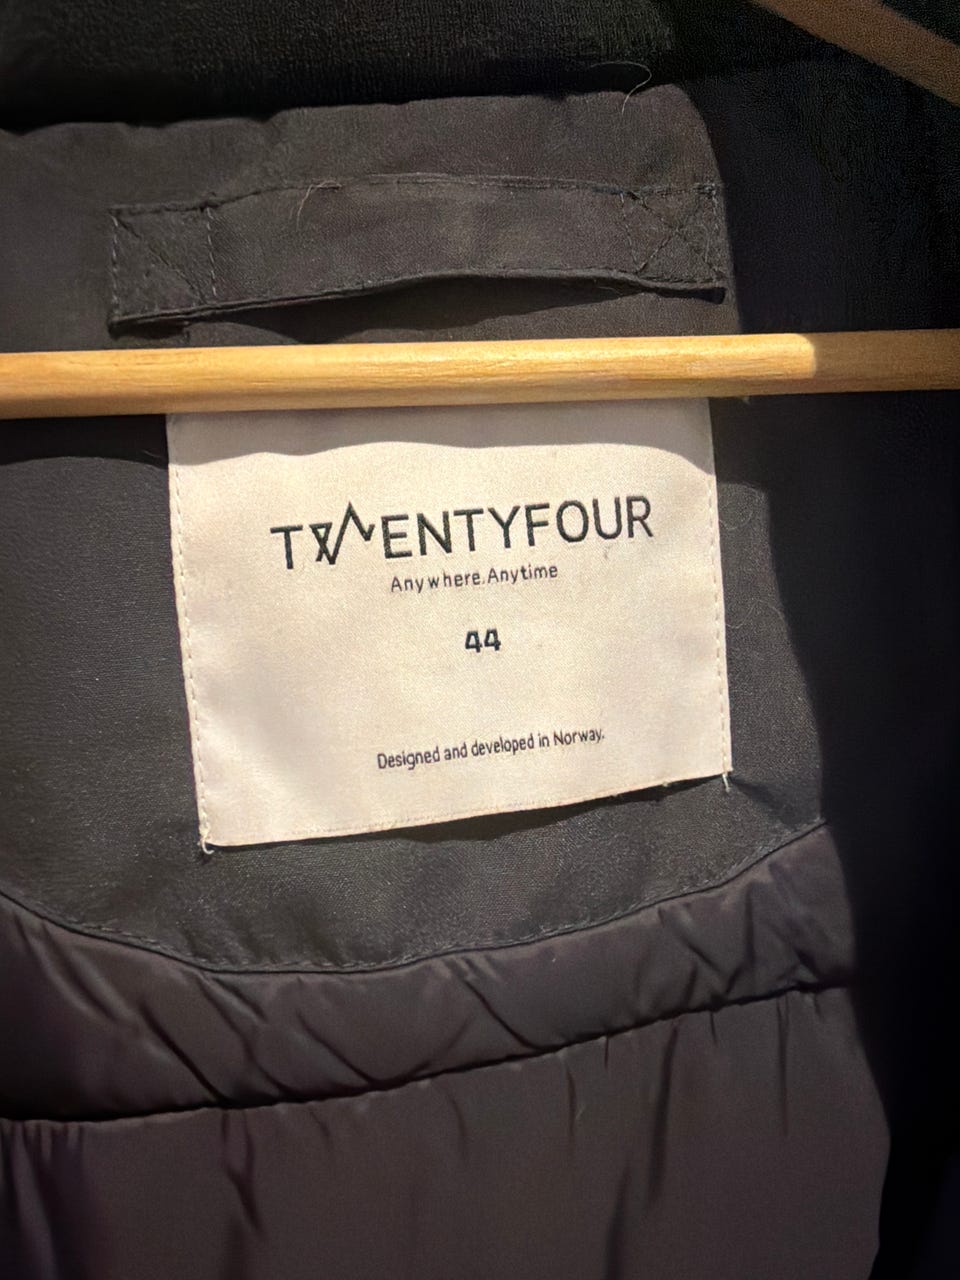 TWENTYFOUR
Anywhere.Anytime
44
Designed and developed in Norway.